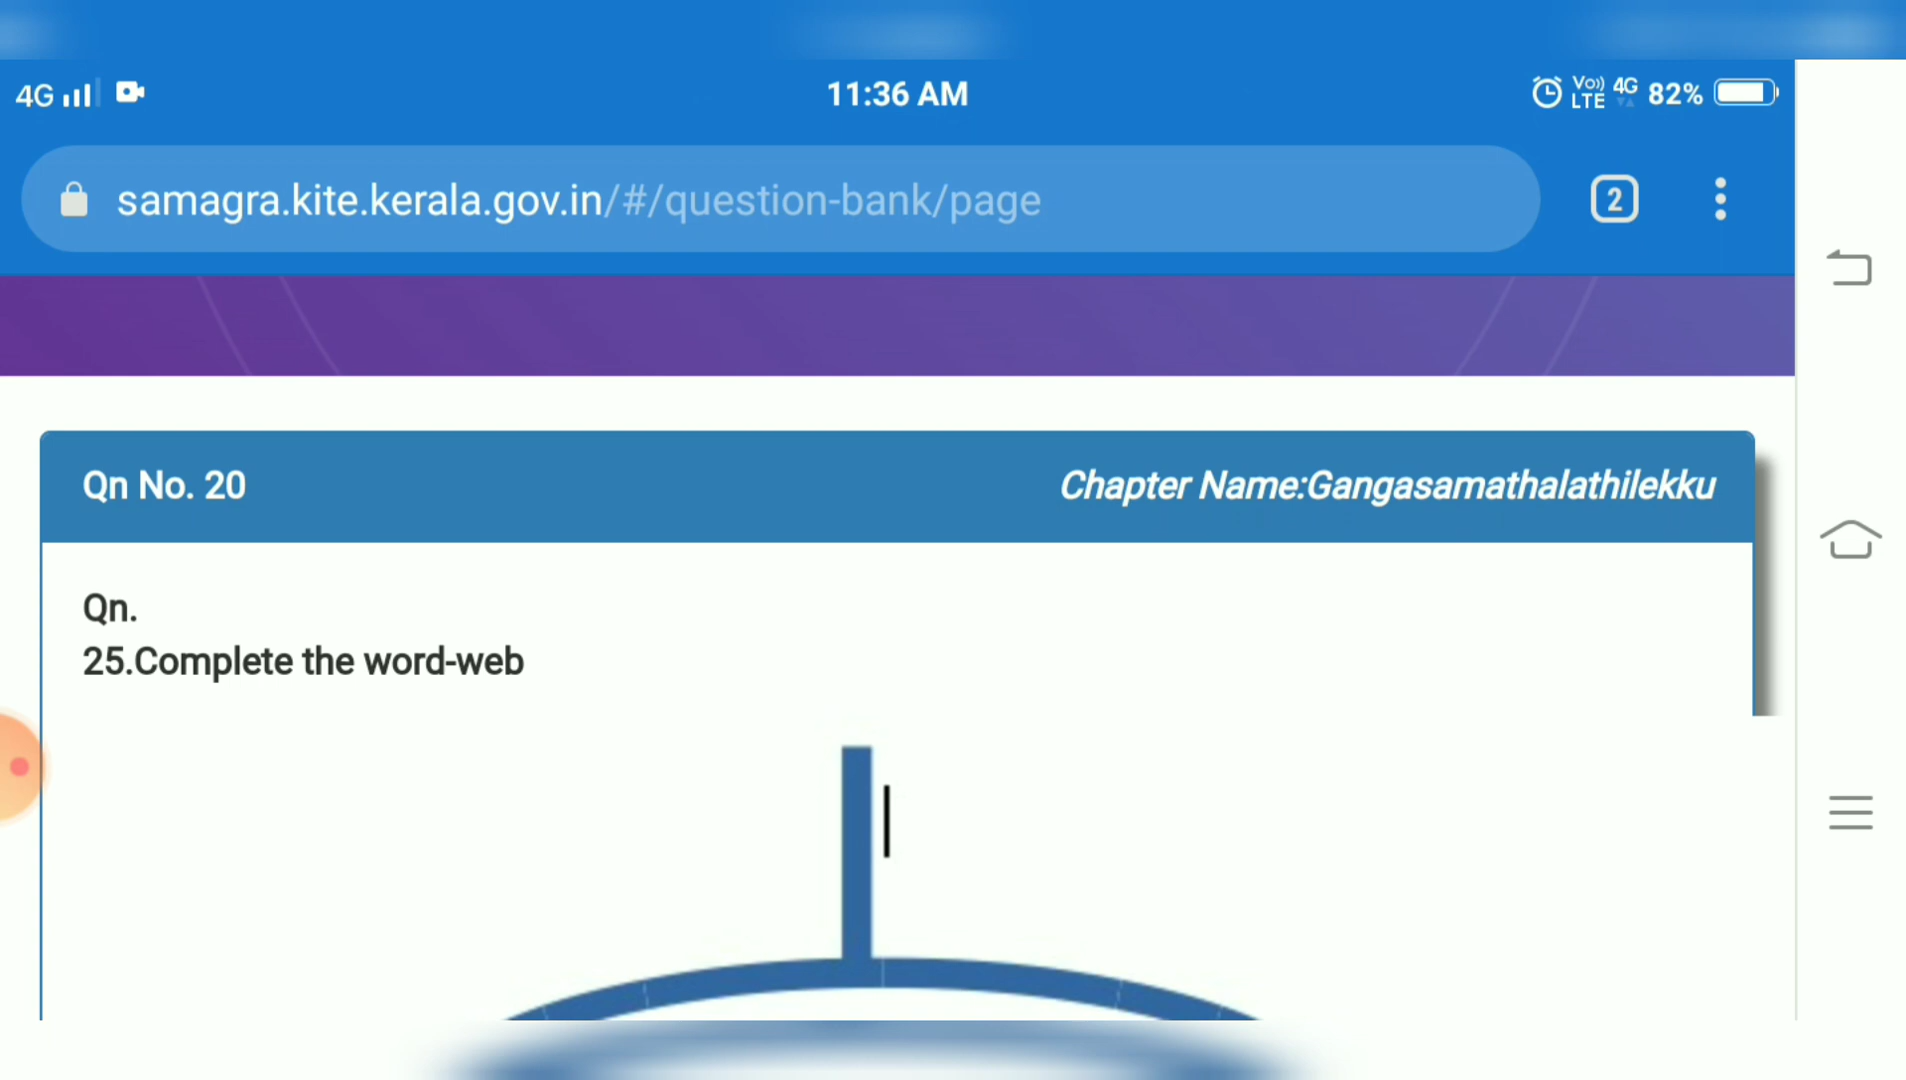 4G 11:36 AM Vo)) LTE 4G 82%
samagra.kite.kerala.gov.in/#/question-bank/page 2
Qn No. 20 Chapter Name:Gangasamathalathilekku
Qn.
25.Complete the word-web